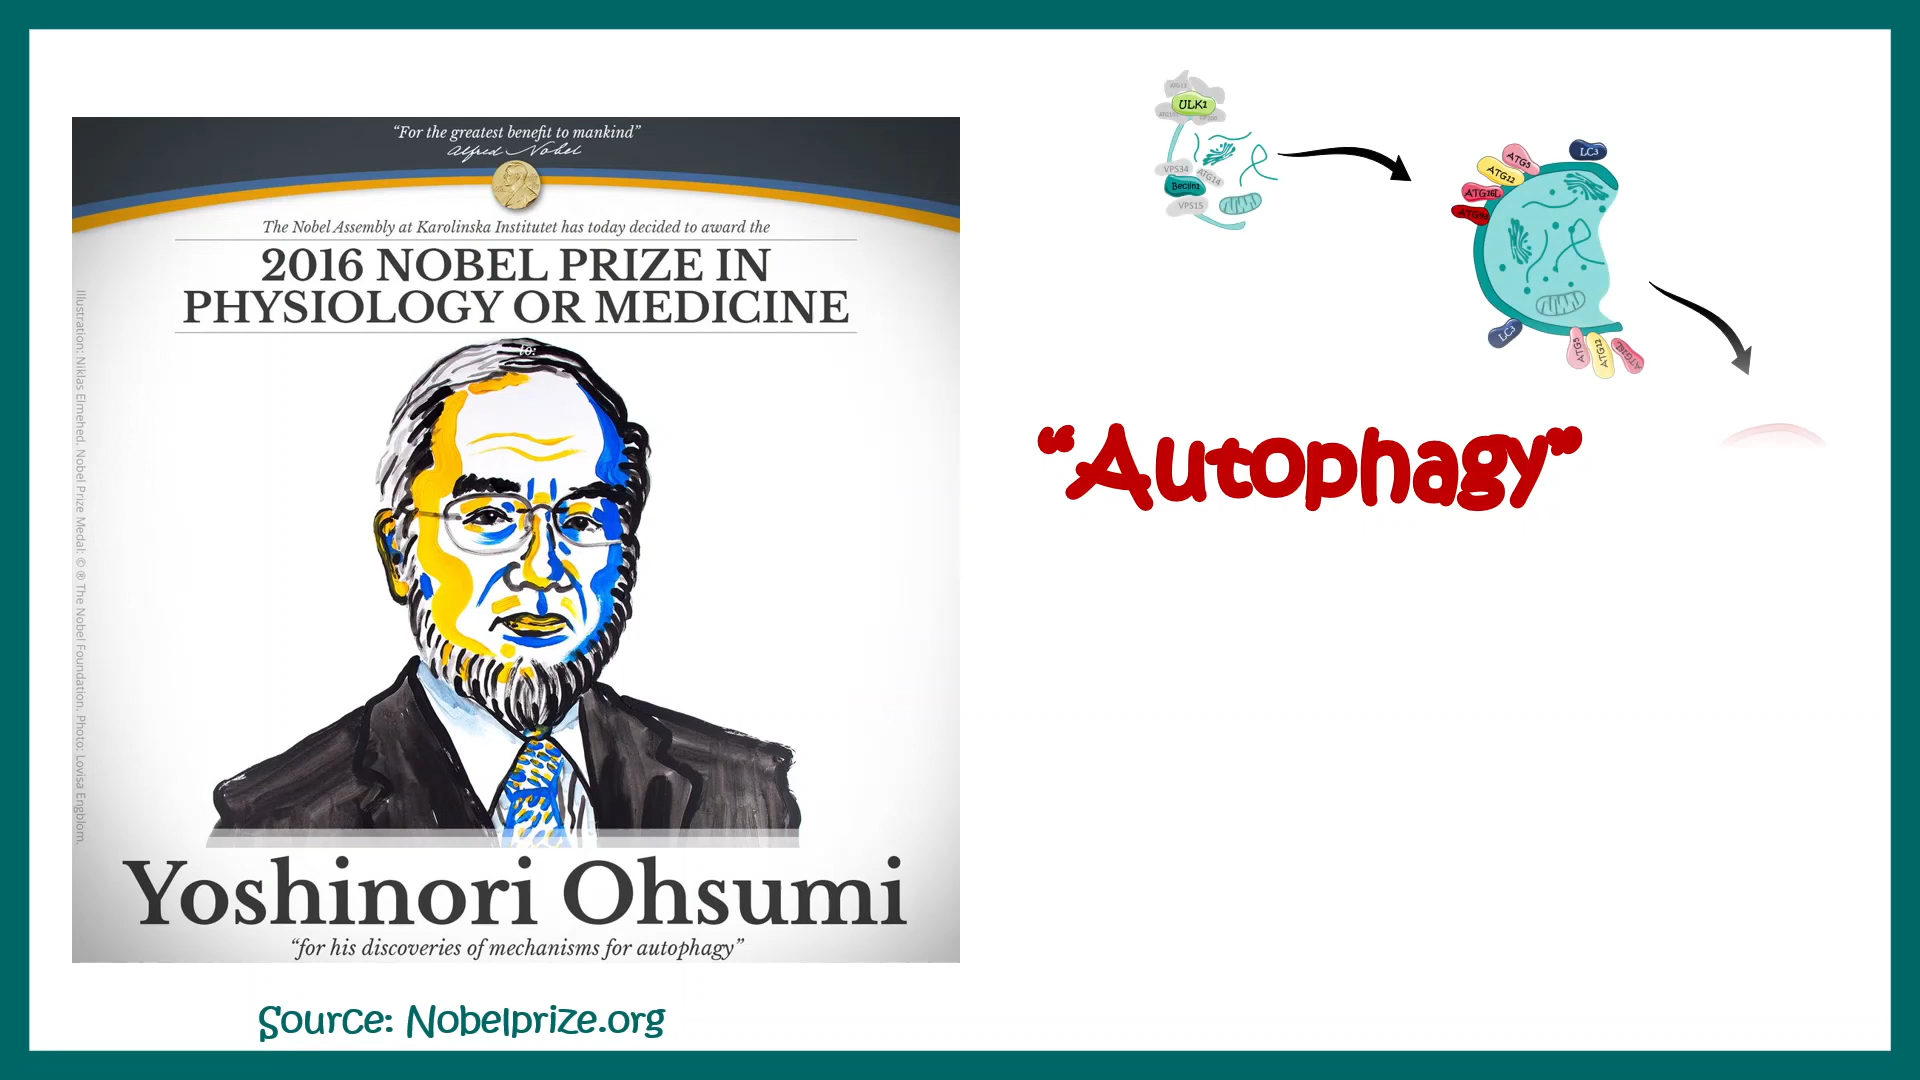 “For the greatest benefit to mankind”
Alfred Nobel
The Nobel Assembly at Karolinska Institutet has today decided to award the
2016 NOBEL PRIZE IN
PHYSIOLOGY OR MEDICINE
to:
Illustration: Niklas Elmehed. Nobel Prize Medal: © ® The Nobel Foundation. Photo: Lovisa Engblom.
Yoshinori Ohsumi
“for his discoveries of mechanisms for autophagy”
Source: Nobelprize.org
ULK1
VPS34
ATG14
Beclin1
VPS15
ATG5
ATG12
ATG16L
LC3
LC3
ATG5
ATG12
ATG16L
“Autophagy”